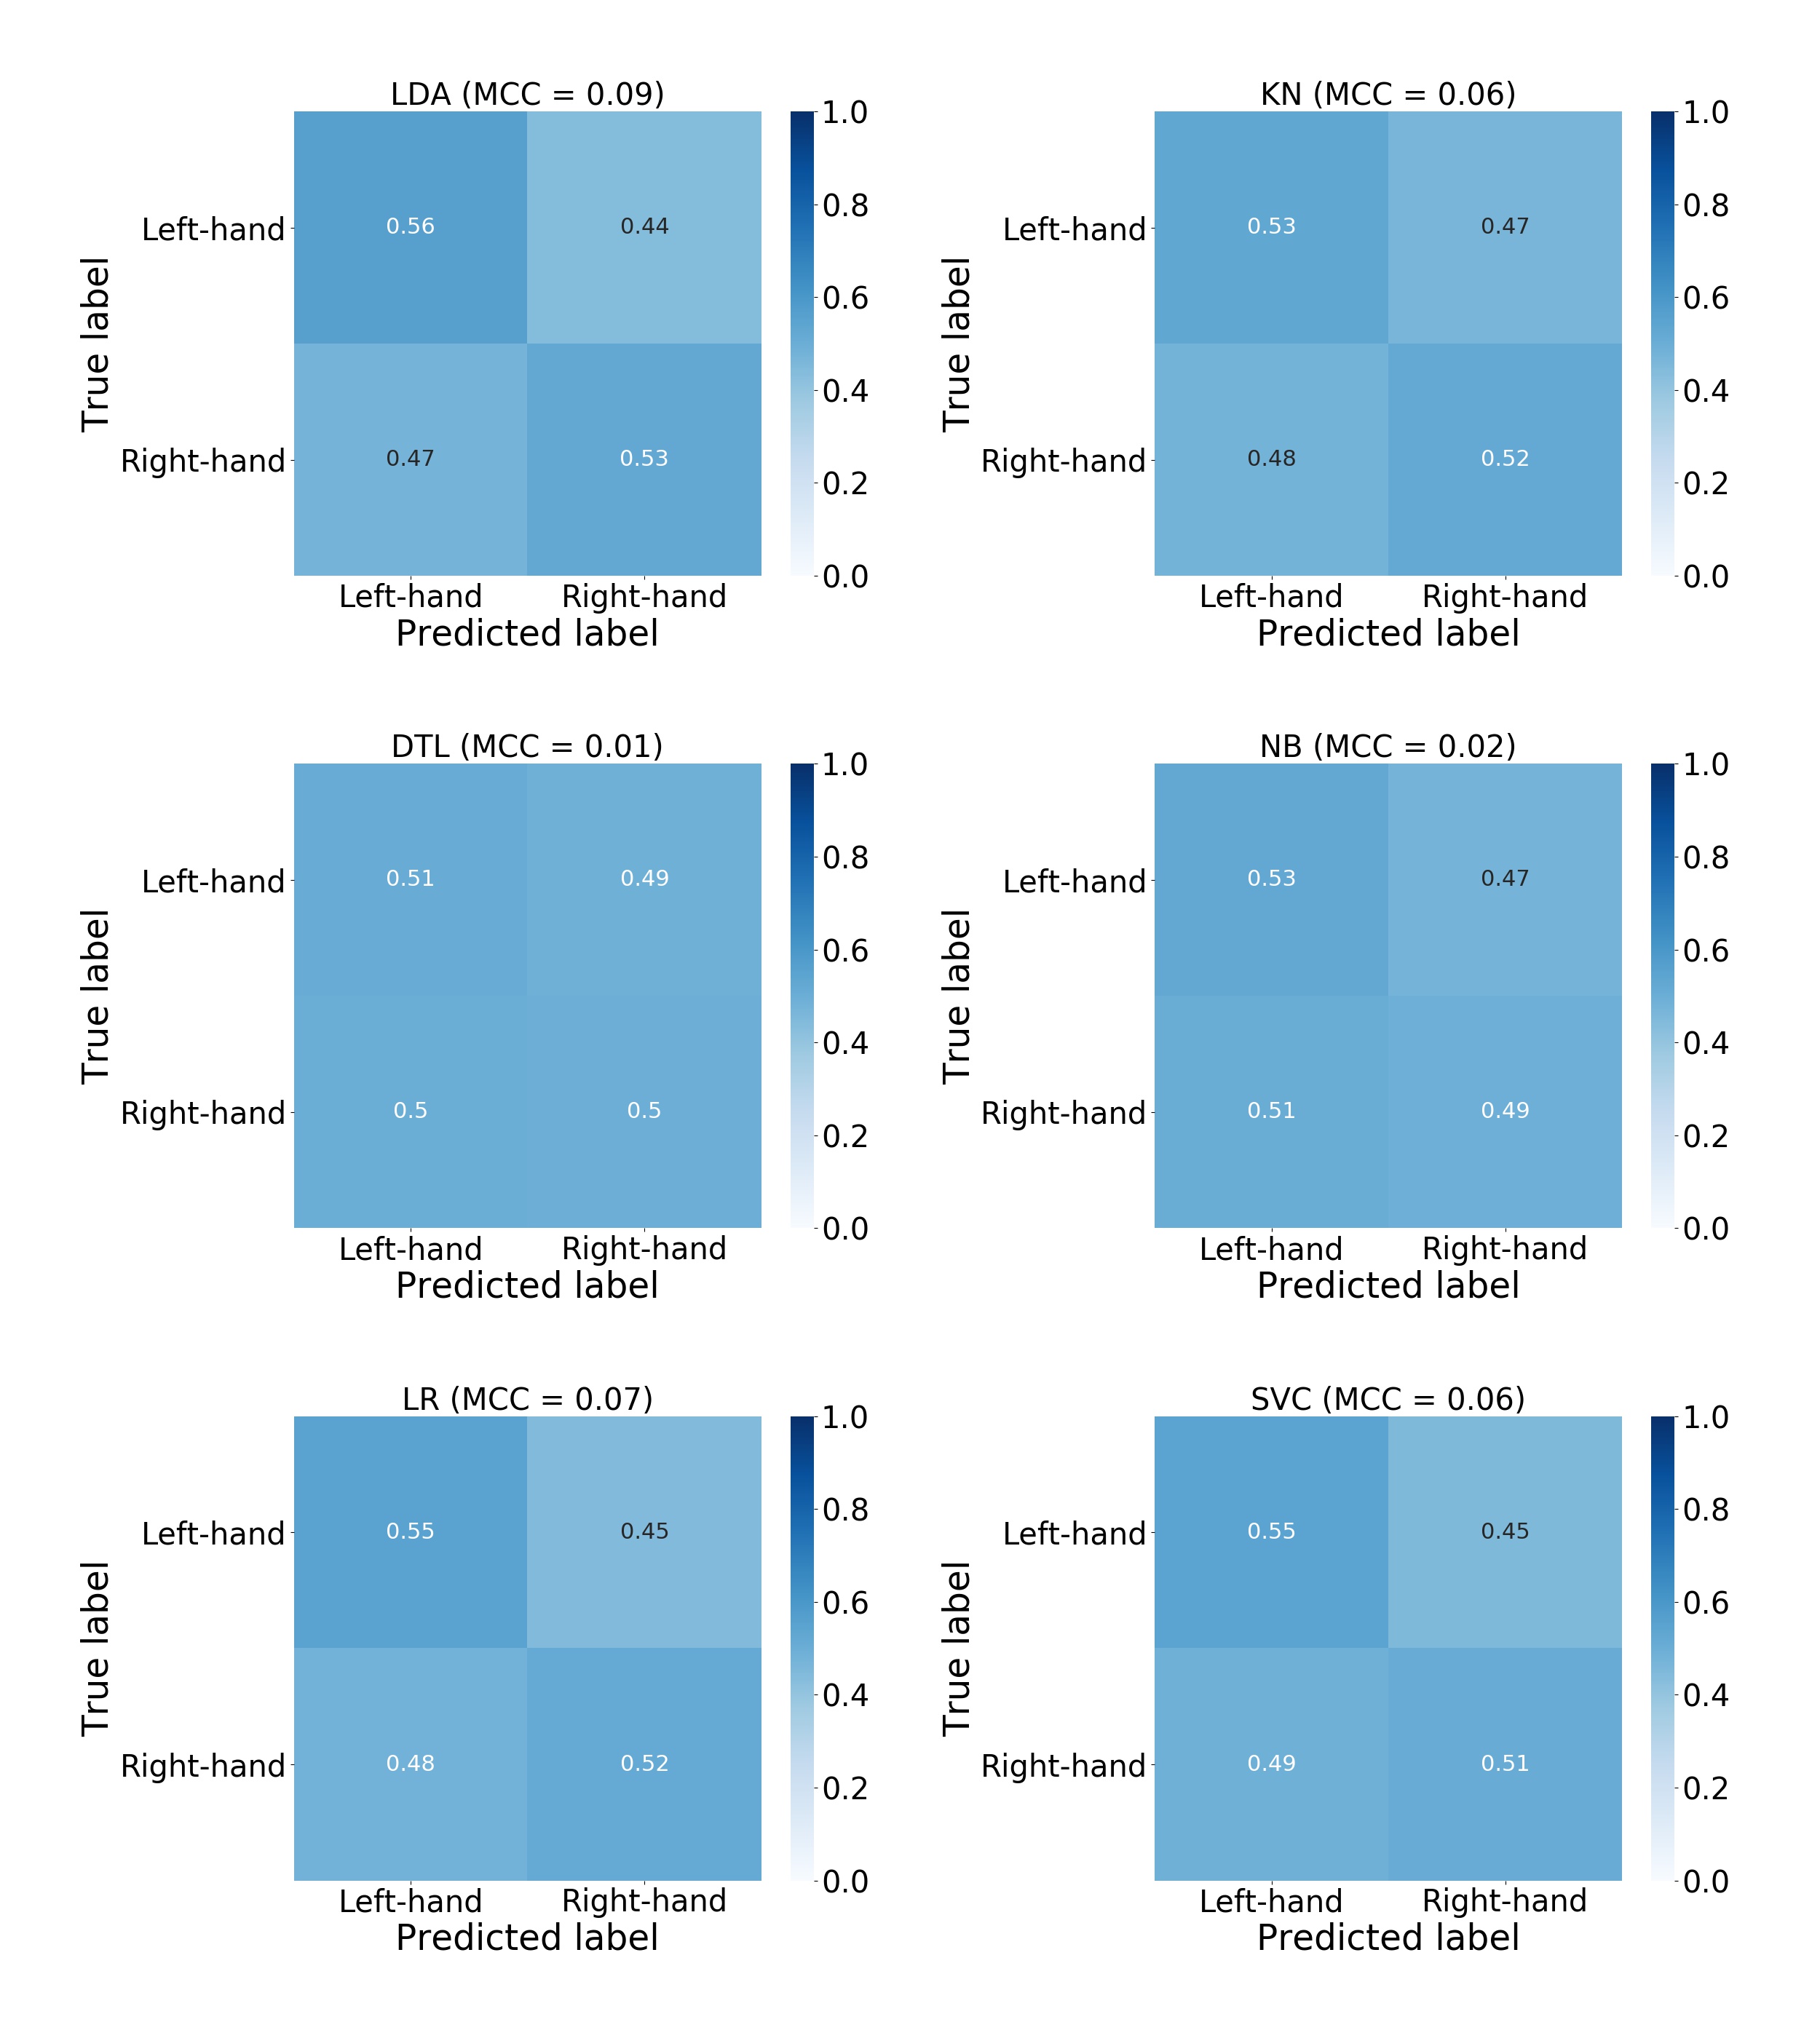 LDA (MCC = 0.09)
True label
Left-hand
0.56
0.44
Right-hand
0.47
0.53
Left-hand
Right-hand
Predicted label
1.0
0.8
0.6
0.4
0.2
0.0
KN (MCC = 0.06)
True label
Left-hand
0.53
0.47
Right-hand
0.48
0.52
Left-hand
Right-hand
Predicted label
1.0
0.8
0.6
0.4
0.2
0.0
DTL (MCC = 0.01)
True label
Left-hand
0.51
0.49
Right-hand
0.5
0.5
Left-hand
Right-hand
Predicted label
1.0
0.8
0.6
0.4
0.2
0.0
NB (MCC = 0.02)
True label
Left-hand
0.53
0.47
Right-hand
0.51
0.49
Left-hand
Right-hand
Predicted label
1.0
0.8
0.6
0.4
0.2
0.0
LR (MCC = 0.07)
True label
Left-hand
0.55
0.45
Right-hand
0.48
0.52
Left-hand
Right-hand
Predicted label
1.0
0.8
0.6
0.4
0.2
0.0
SVC (MCC = 0.06)
True label
Left-hand
0.55
0.45
Right-hand
0.49
0.51
Left-hand
Right-hand
Predicted label
1.0
0.8
0.6
0.4
0.2
0.0